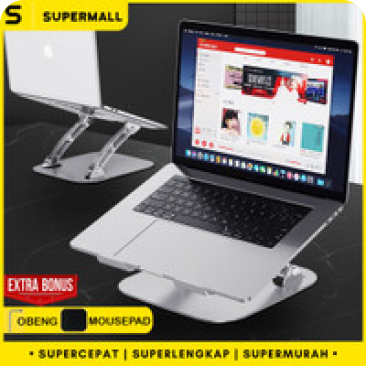 S SUPERMALL
EXTRA BONUS
OBENG MOUSEPAD
• SUPERCEPAT | SUPERLENGKAP | SUPERMURAH •